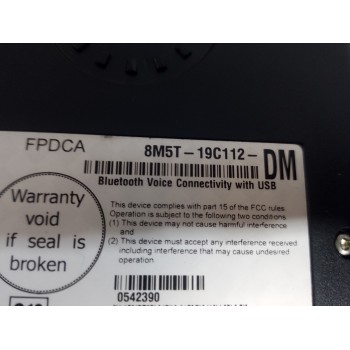 FPDCA
8M5T-19C112-DM
Bluetooth Voice Connectivity with USB
Warranty
void
if seal is
broken
This device complies with part 15 of the FCC rules
Operation is subject to the following two conditions
(1) This device may not cause harmful interference
and
(2) This device must accept any interference received
including interference that may cause undesired
operation
0542390